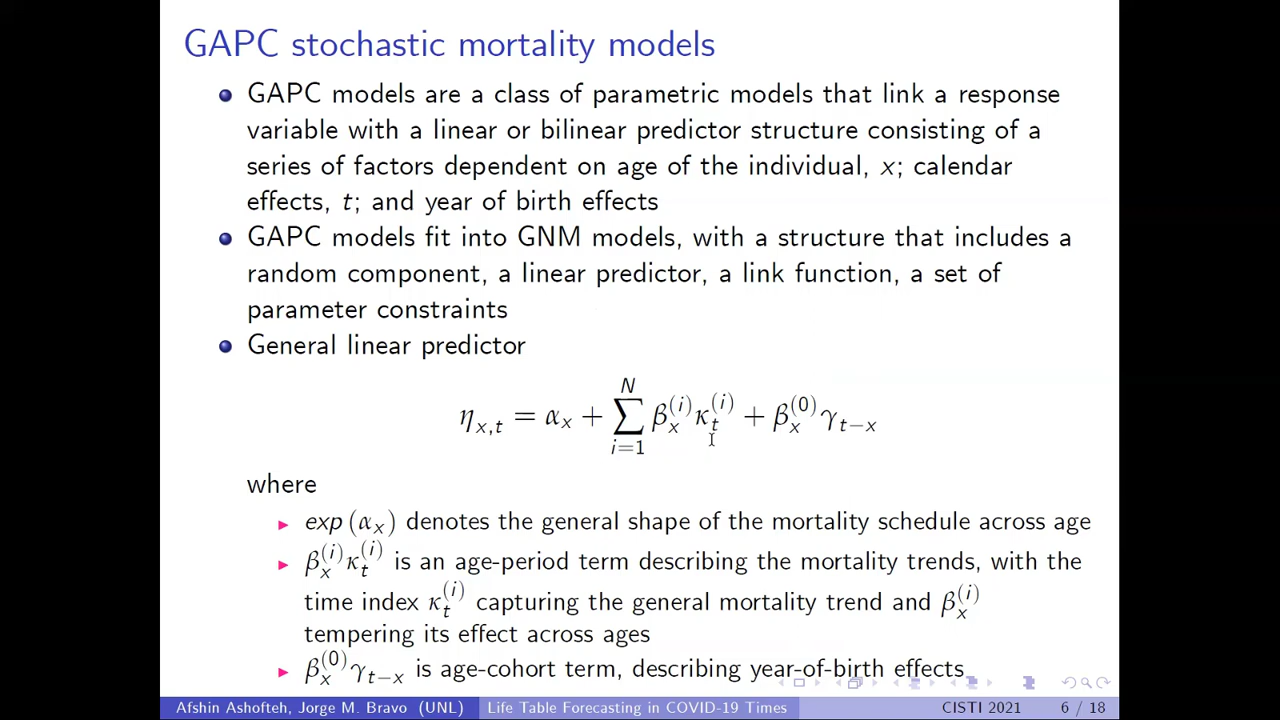 GAPC stochastic mortality models
GAPC models are a class of parametric models that link a response
variable with a linear or bilinear predictor structure consisting of a
series of factors dependent on age of the individual, x; calendar
effects, t; and year of birth effects
GAPC models fit into GNM models, with a structure that includes a
random component, a linear predictor, a link function, a set of
parameter constraints
General linear predictor
η_{x,t} = α_x + ∑_{i=1}^{N} β_x^{(i)} κ_t^{(i)} + β_x^{(0)} γ_{t−x}
where
exp (α_x) denotes the general shape of the mortality schedule across age
β_x^{(i)} κ_t^{(i)} is an age-period term describing the mortality trends, with the
time index κ_t^{(i)} capturing the general mortality trend and β_x^{(i)}
tempering its effect across ages
β_x^{(0)} γ_{t−x} is age-cohort term, describing year-of-birth effects
Afshin Ashofteh, Jorge M. Bravo (UNL) Life Table Forecasting in COVID-19 Times CISTI 2021 6 / 18